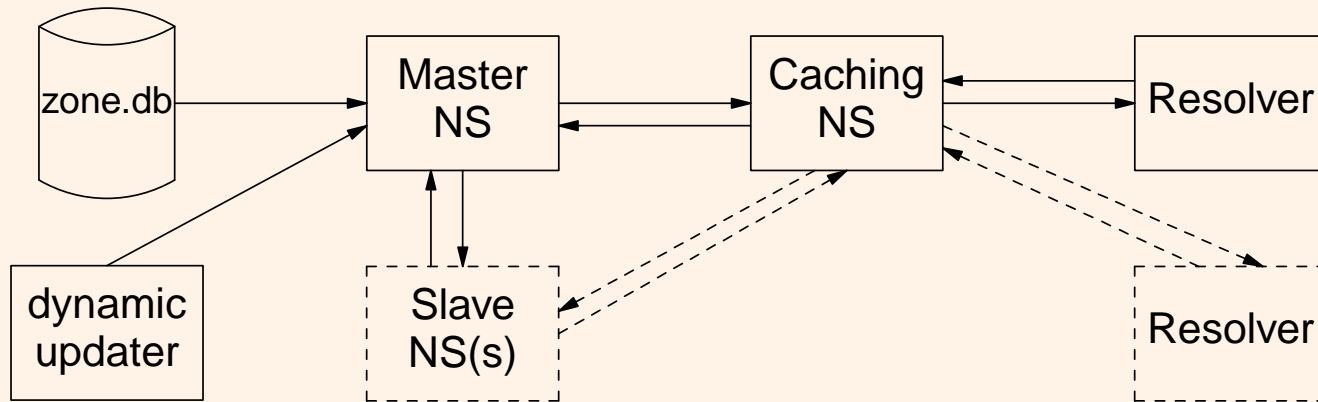 zone.db
Master
NS
Caching
NS
Resolver
dynamic
updater
Slave
NS(s)
Resolver